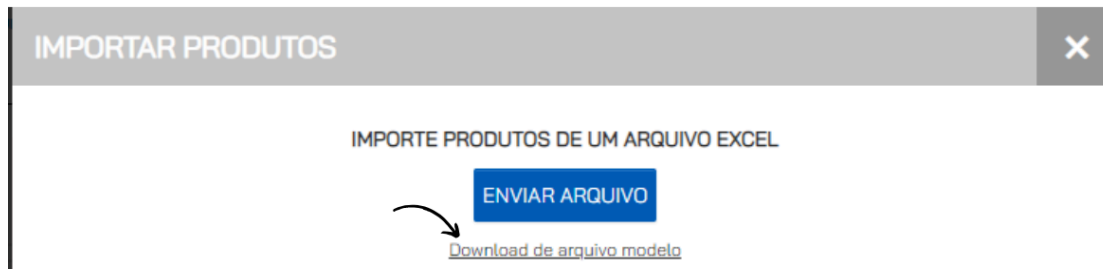 IMPORTAR PRODUTOS
IMPORTE PRODUTOS DE UM ARQUIVO EXCEL
ENVIAR ARQUIVO
Download de arquivo modelo